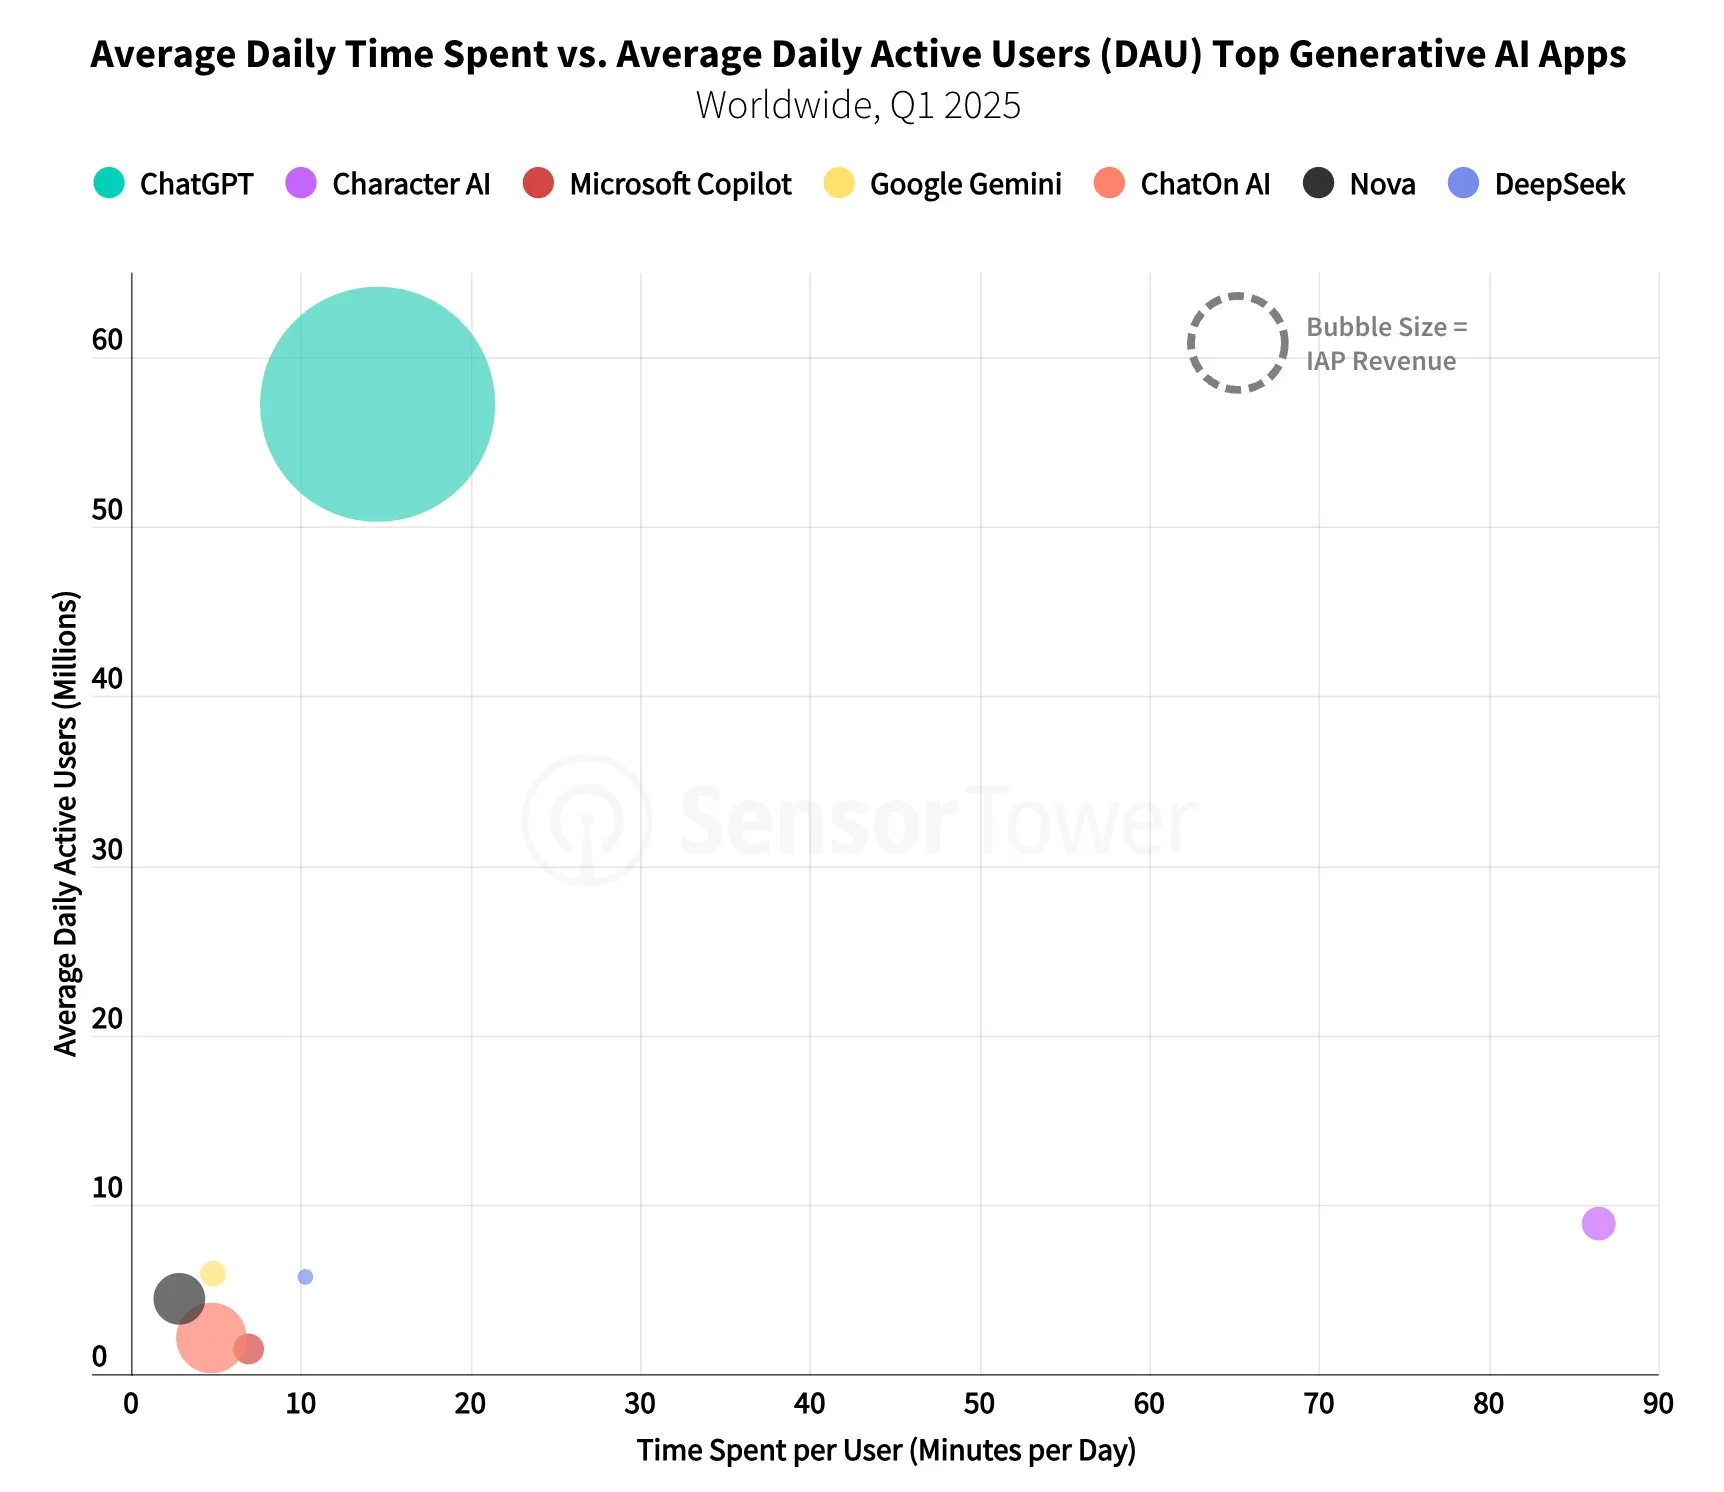 Average Daily Time Spent vs. Average Daily Active Users (DAU) Top Generative AI Apps
Worldwide, Q1 2025
ChatGPT
Character AI
Microsoft Copilot
Google Gemini
ChatOn AI
Nova
DeepSeek
Bubble Size =
IAP Revenue
Average Daily Active Users (Millions)
60
50
40
30
20
10
0
SensorTower
0
10
20
30
40
50
60
70
80
90
Time Spent per User (Minutes per Day)